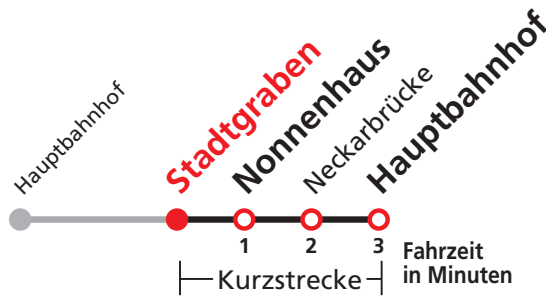 Hauptbahnhof
Stadtgraben
Nonnenhaus
Neckarbrücke
Hauptbahnhof
1 2 3 Fahrzeit
in Minuten
Kurzstrecke